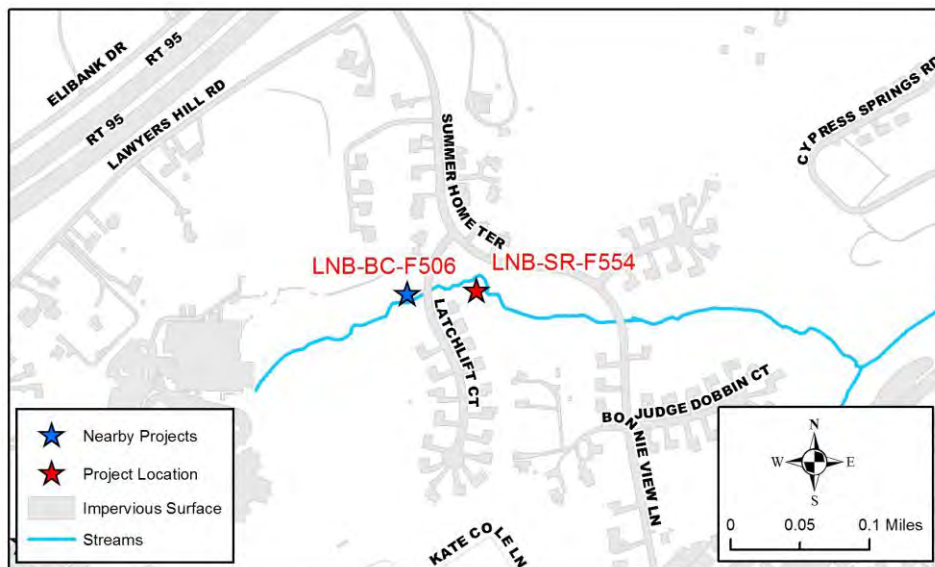 ELIBANK DR
RT 95
RT 95
LAWYERS HILL RD
SUMMER HOME TER
CYPRESS SPRINGS RD
LNB-BC-F506
LNB-SR-F554
LATCHLIFT CT
JUDGE DOBBIN CT
BONNIE VIEW LN
KATE COLE LN
Nearby Projects
Project Location
Impervious Surface
Streams
N
W
E
S
0 0.05 0.1 Miles